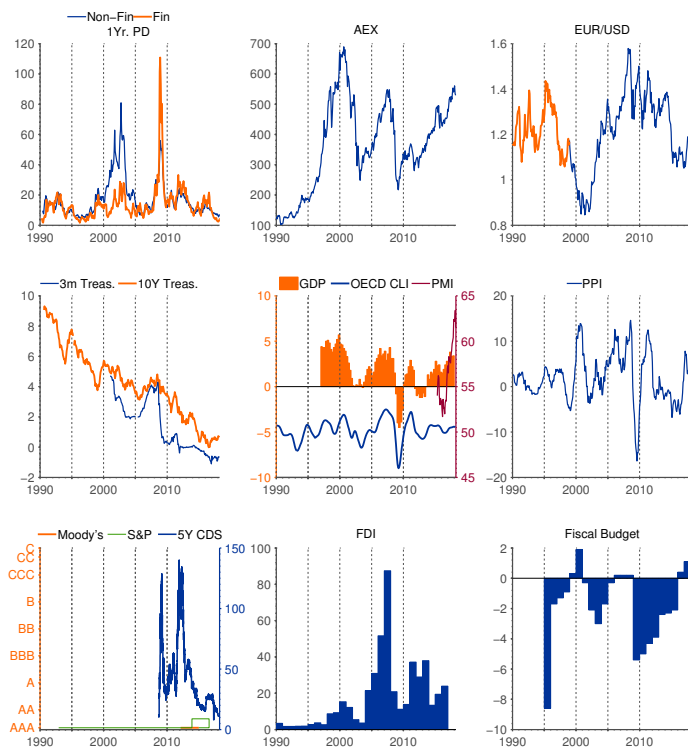 Non-Fin Fin
1Yr. PD
AEX
EUR/USD
120
100
80
60
40
20
0
1990 2000 2010
700
600
500
400
300
200
100
1990 2000 2010
1.6
1.4
1.2
1
0.8
1990 2000 2010
3m Treas. 10Y Treas.
GDP OECD CLI PMI
PPI
10
8
6
4
2
0
-2
1990 2000 2010
10
5
0
-5
-10
65
60
55
50
45
1990 2000 2010
20
10
0
-10
-20
1990 2000 2010
Moody's S&P 5Y CDS
FDI
Fiscal Budget
C
CC
CCC
B
BB
BBB
A
AA
AAA
150
100
50
0
1990 2000 2010
100
80
60
40
20
0
1990 2000 2010
2
0
-2
-4
-6
-8
-10
1990 2000 2010